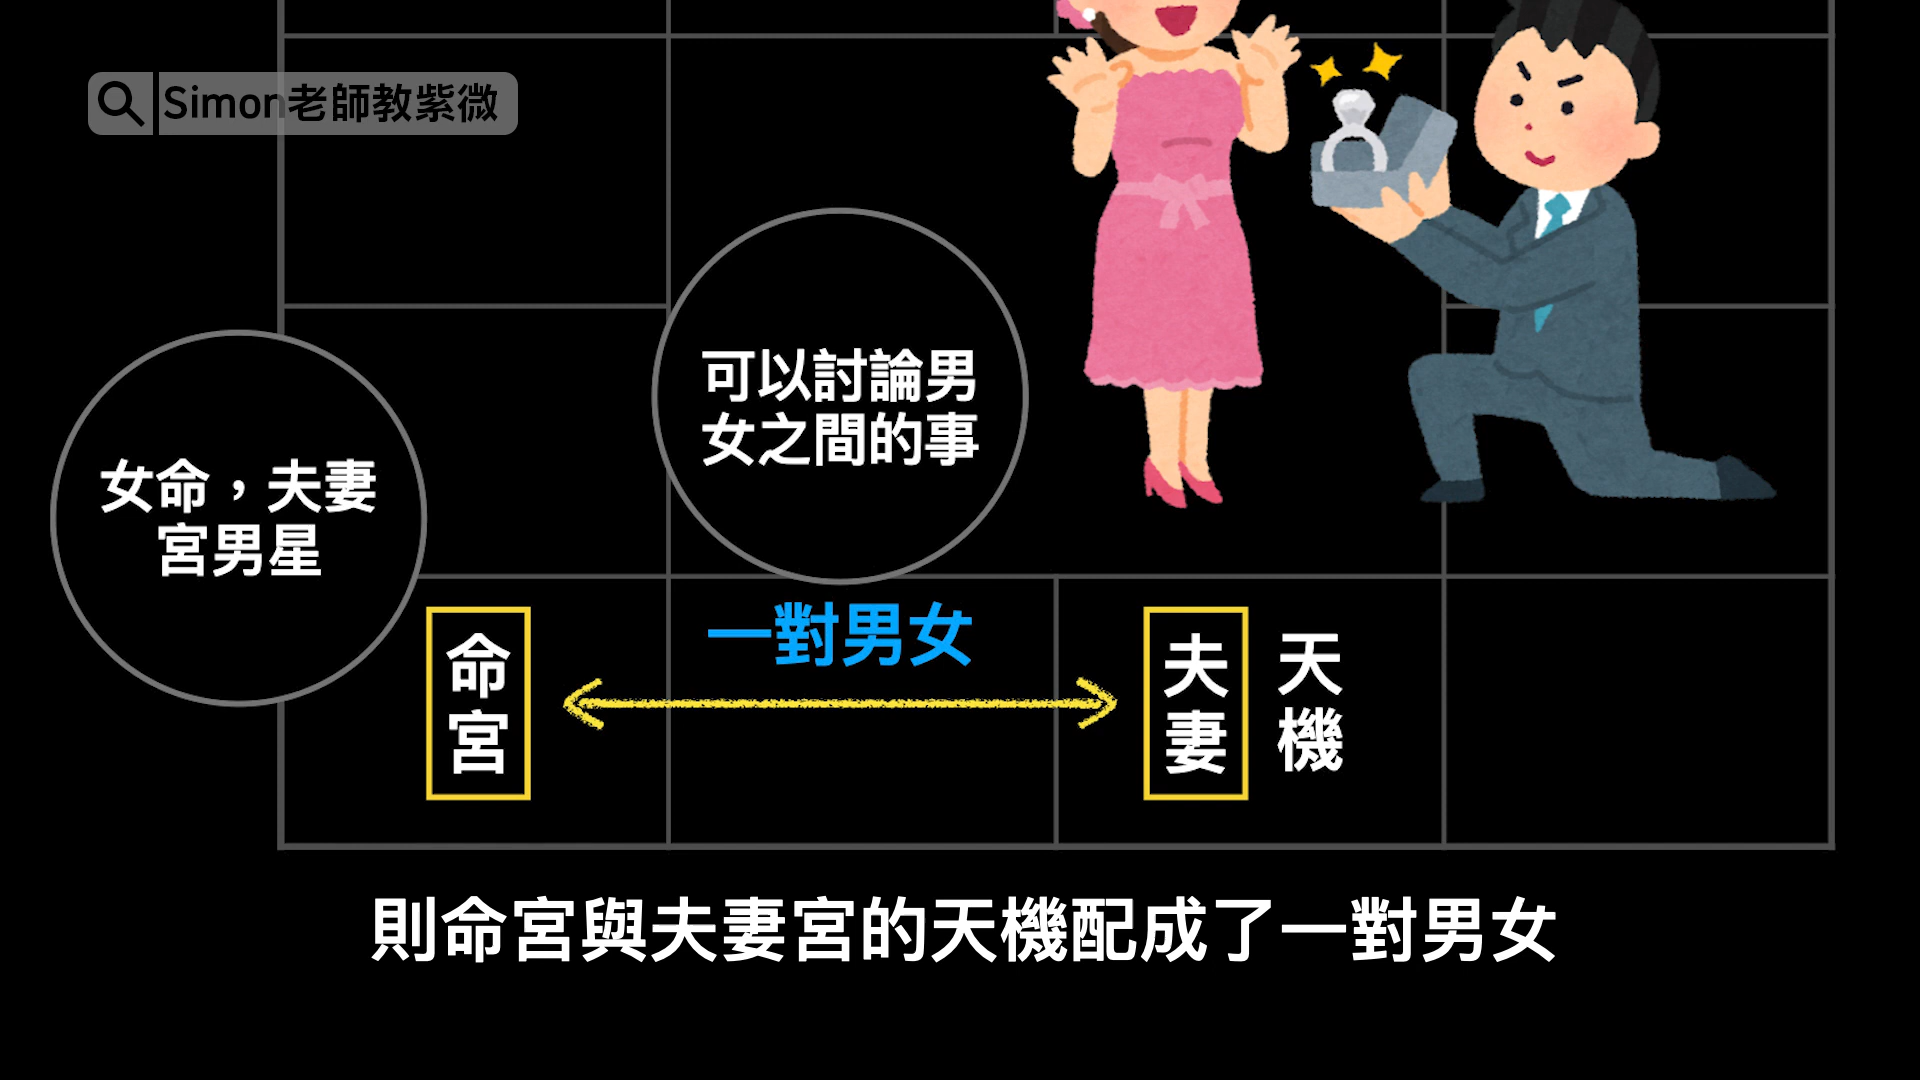 Simon老師教紫微
可以討論男
女之間的事
女命，夫妻
宮男星
一對男女
命宮
夫妻
天機
則命宮與夫妻宮的天機配成了一對男女